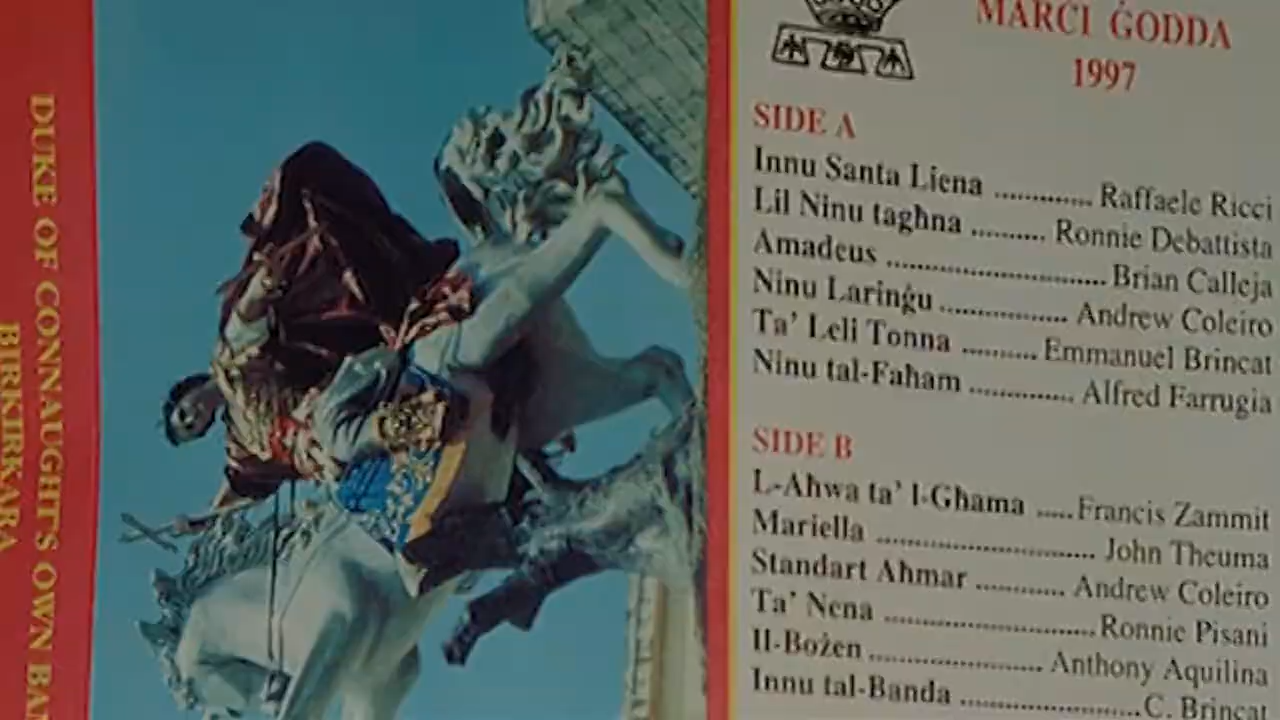 DUKE OF CONNAUGHT'S OWN BAN
BIRKIRKARA
MARĊI ĠODDA
1997
SIDE A
Innu Santa Liena ............ Raffaele Ricci
Lil Ninu tagħna .......... Ronnie Debattista
Amadeus .............................. Brian Calleja
Ninu Larinġu .................. Andrew Coleiro
Ta' Leli Tonna .......... Emmanuel Brincat
Ninu tal-Faħam .............. Alfred Farrugia
SIDE B
L-Aħwa ta' l-Għama .....Francis Zammit
Mariella .............................. John Theuma
Standart Aħmar ............ Andrew Coleiro
Ta' Nena .............................Ronnie Pisani
Il-Bożen ........................ Anthony Aquilina
Innu tal-Banda .........................C. Brincat